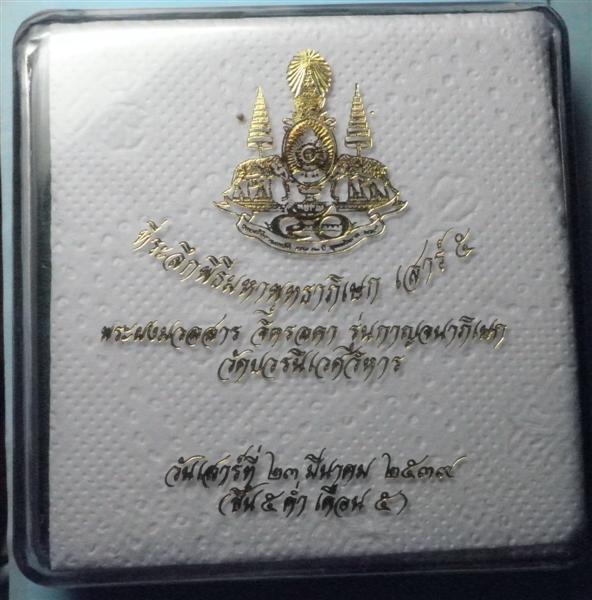 ที่ระลึกพิธีมหาพุทธาภิเษก เสาร์ ๕
พระผงมวลสาร จิตรลดา รุ่นกาญจนาภิเษก
วัดบวรนิเวศวิหาร
วันเสาร์ที่ ๒๓ มีนาคม ๒๕๓๙
(ขึ้น ๕ ค่ำ เดือน ๕)